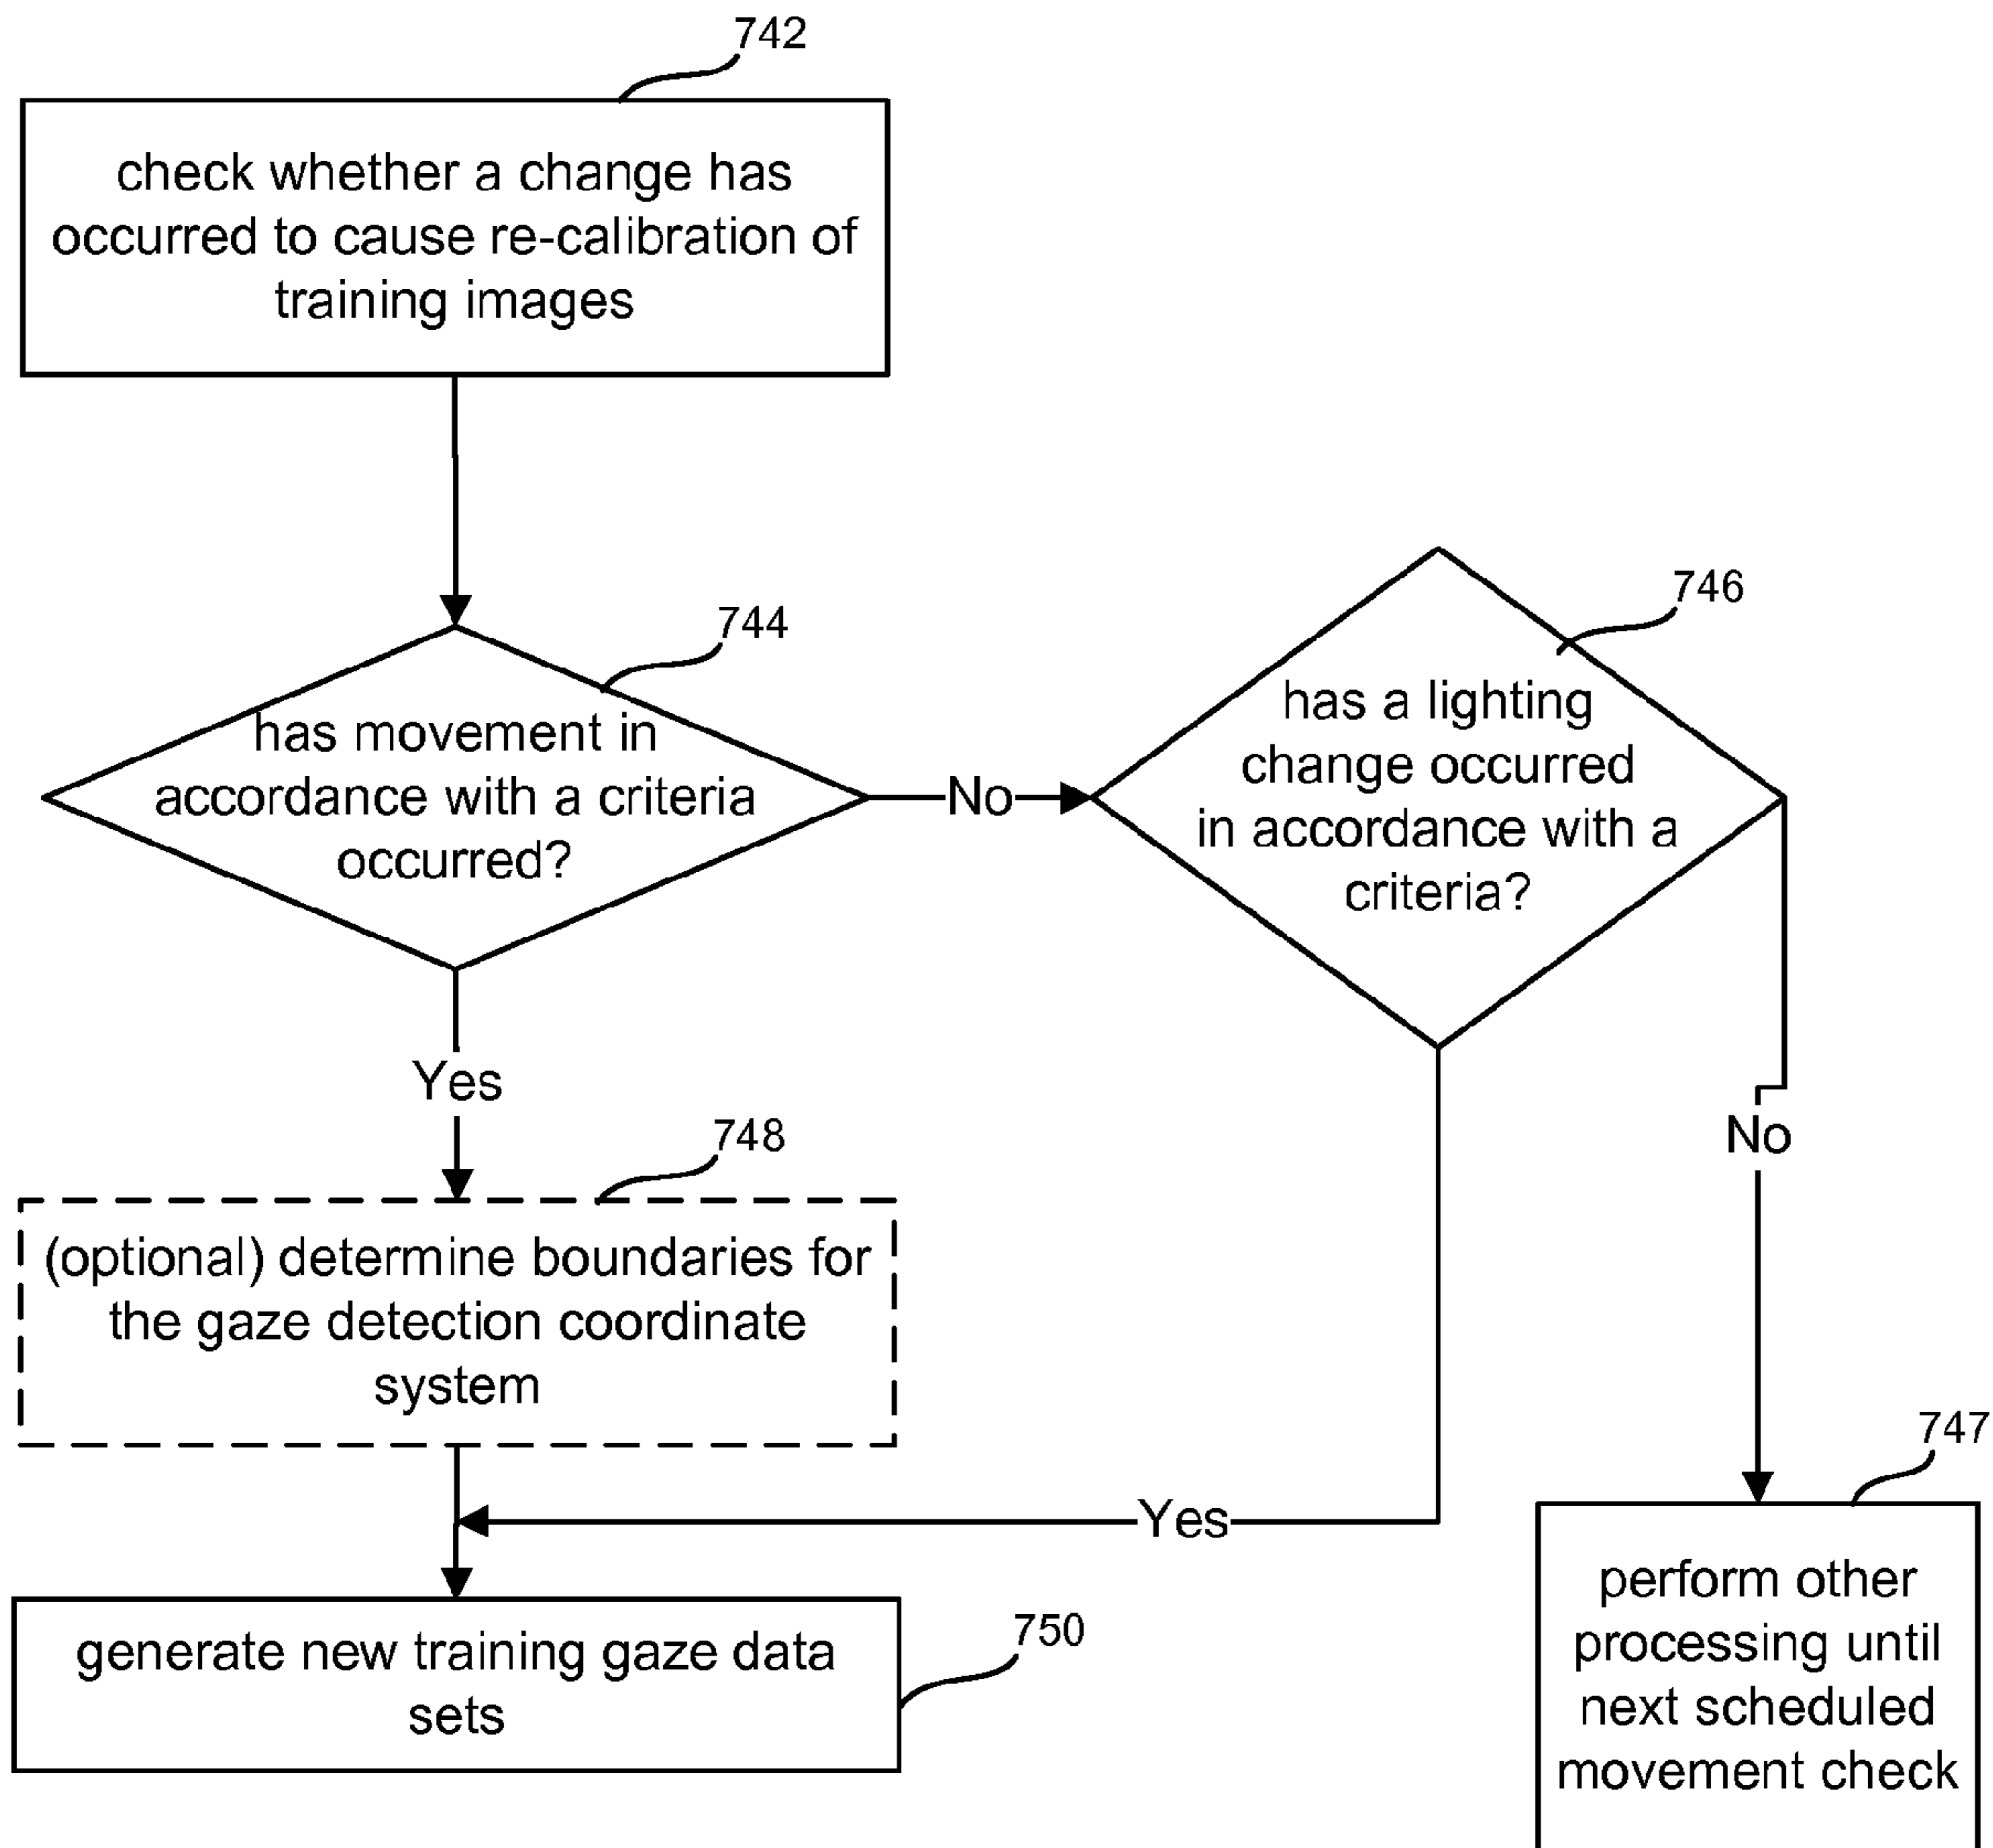 742
check whether a change has
occurred to cause re-calibration of
training images
744
has movement in
accordance with a criteria
occurred?
No
746
has a lighting
change occurred
in accordance with a
criteria?
Yes
No
748
(optional) determine boundaries for
the gaze detection coordinate
system
Yes
747
perform other
processing until
next scheduled
movement check
750
generate new training gaze data
sets